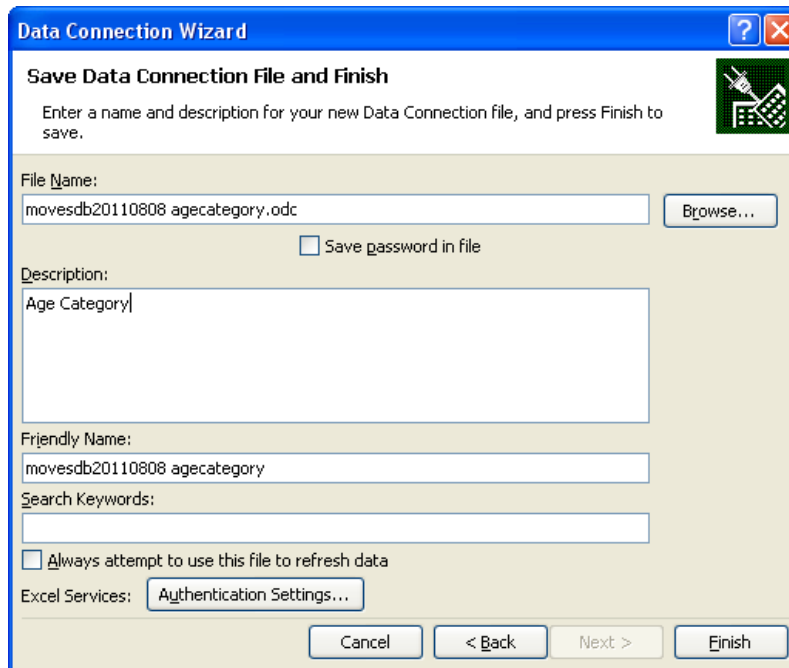 Data Connection Wizard
Save Data Connection File and Finish
Enter a name and description for your new Data Connection file, and press Finish to
save.
File Name:
movesdb20110808 agecategory.odc
Browse...
Save password in file
Description:
Age Category
Friendly Name:
movesdb20110808 agecategory
Search Keywords:
Always attempt to use this file to refresh data
Excel Services: Authentication Settings...
Cancel < Back Next > Finish